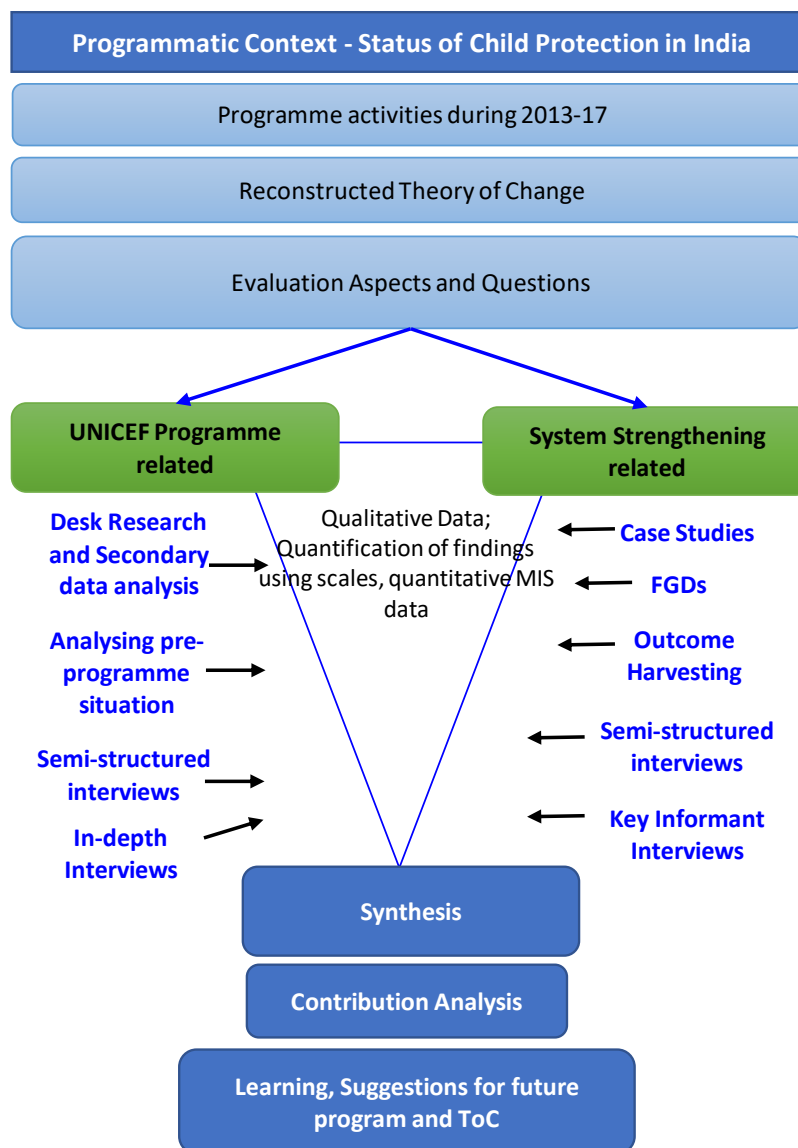 Programmatic Context - Status of Child Protection in India
Programme activities during 2013-17
Reconstructed Theory of Change
Evaluation Aspects and Questions
UNICEF Programme
related
System Strengthening
related
Desk Research
and Secondary
data analysis
Analysing pre-
programme
situation
Semi-structured
interviews
In-depth
Interviews
Qualitative Data;
Quantification of findings
using scales, quantitative MIS
data
Case Studies
FGDs
Outcome
Harvesting
Semi-structured
interviews
Key Informant
Interviews
Synthesis
Contribution Analysis
Learning, Suggestions for future
program and ToC